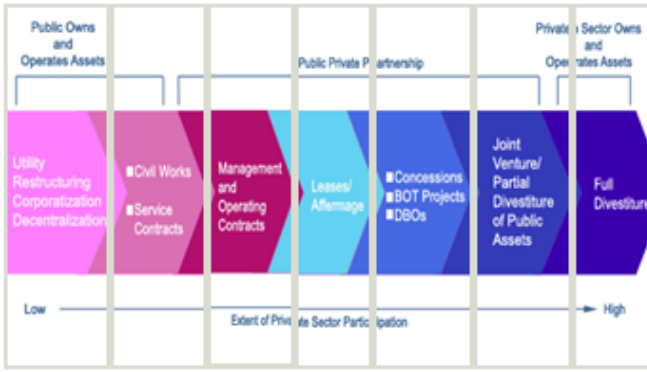 Public Owns
and
Operates Assets
Public Private Partnership
Private Sector Owns
and
Operates Assets
Utility
Restructuring
Corporatization
Decentralization
Civil Works
Service
Contracts
Management
and
Operating
Contracts
Leases/
Affermage
Concessions
BOT Projects
DBOs
Joint
Venture/
Partial
Divestiture
of Public
Assets
Full
Divestiture
Low
High
Extent of Private Sector Participation